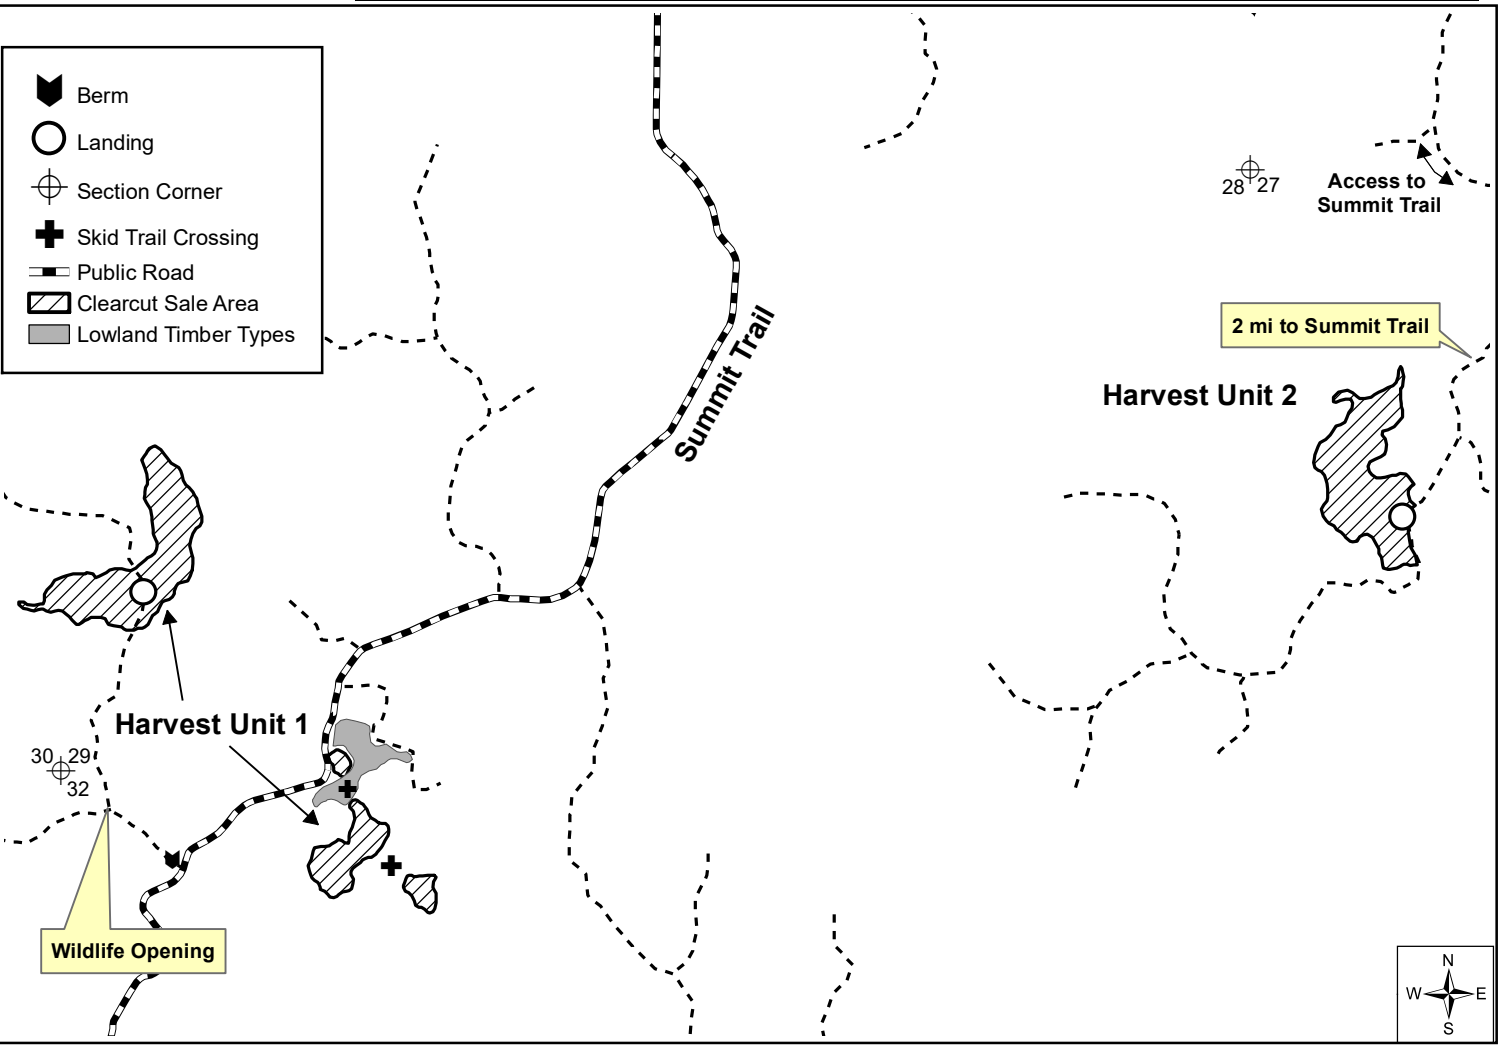 Berm
Landing
Section Corner
Skid Trail Crossing
Public Road
Clearcut Sale Area
Lowland Timber Types
28 27
Access to
Summit Trail
2 mi to Summit Trail
Harvest Unit 2
Summit Trail
Harvest Unit 1
30 29
32
Wildlife Opening
N
W E
S